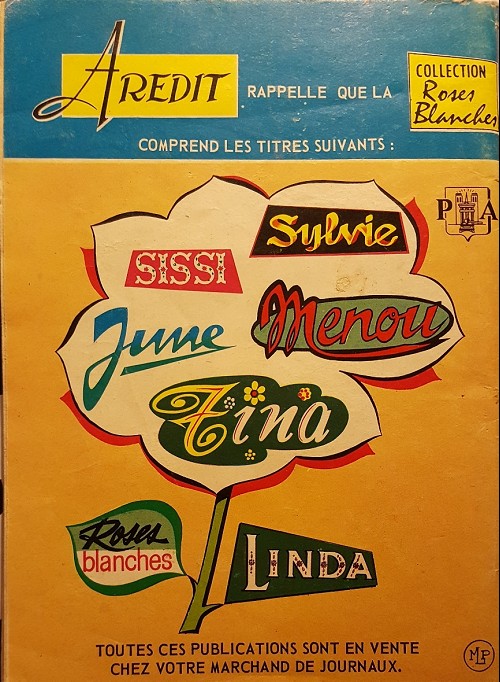 AREDIT
RAPPELLE QUE LA
COLLECTION
Roses
Blanches
COMPREND LES TITRES SUIVANTS :
P A
Sylvie
SISSI
June
Menou
Tina
Roses
blanches
LINDA
TOUTES CES PUBLICATIONS SONT EN VENTE
CHEZ VOTRE MARCHAND DE JOURNAUX.
MLP